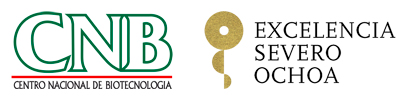 CNB
CENTRO NACIONAL DE BIOTECNOLOGIA
EXCELENCIA
SEVERO
OCHOA